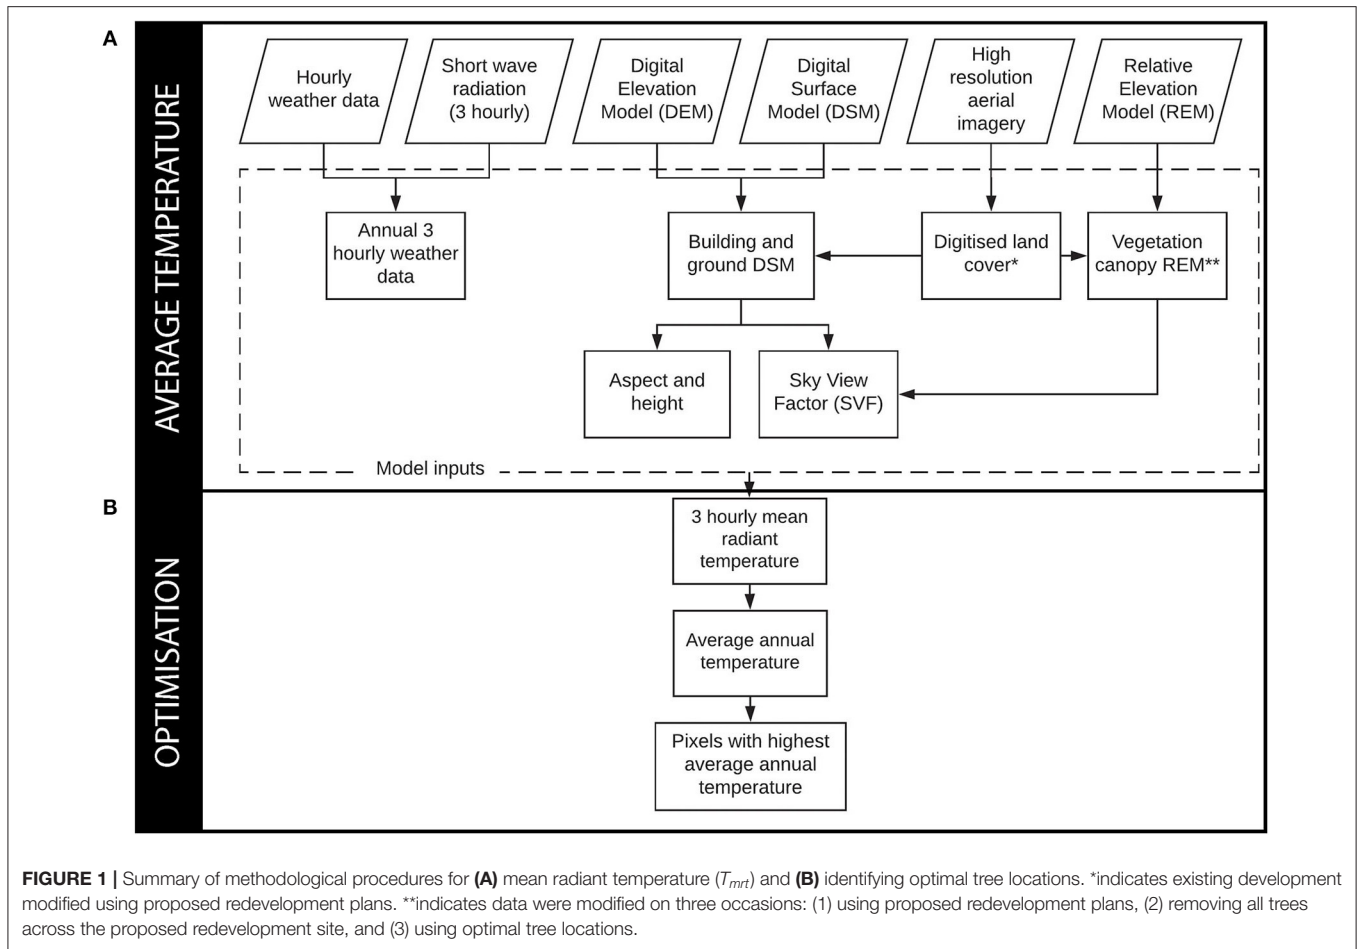 A
AVERAGE TEMPERATURE
Hourly
weather data
Short wave
radiation
(3 hourly)
Digital
Elevation
Model (DEM)
Digital
Surface
Model (DSM)
High
resolution
aerial
imagery
Relative
Elevation
Model (REM)
Annual 3
hourly weather
data
Building and
ground DSM
Digitised land
cover*
Vegetation
canopy REM**
Aspect and
height
Sky View
Factor (SVF)
Model inputs
B
OPTIMISATION
3 hourly mean
radiant
temperature
Average annual
temperature
Pixels with highest
average annual
temperature
FIGURE 1 | Summary of methodological procedures for (A) mean radiant temperature (Tmrt) and (B) identifying optimal tree locations. *indicates existing development
modified using proposed redevelopment plans. **indicates data were modified on three occasions: (1) using proposed redevelopment plans, (2) removing all trees
across the proposed redevelopment site, and (3) using optimal tree locations.